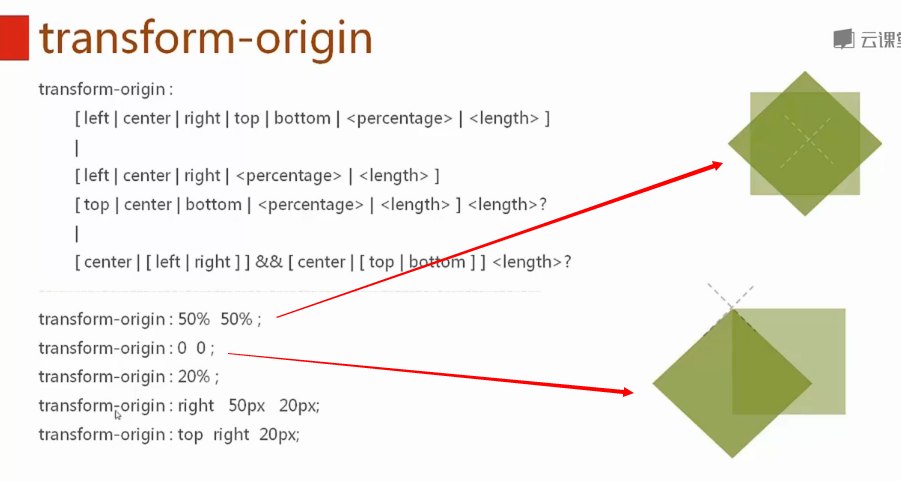 transform-origin
云课堂
transform-origin :
[ left | center | right | top | bottom | <percentage> | <length> ]
|
[ left | center | right | <percentage> | <length> ]
[ top | center | bottom | <percentage> | <length> ] <length>?
|
[ center | [ left | right ] ] && [ center | [ top | bottom ] ] <length>?
transform-origin : 50% 50% ;
transform-origin : 0 0 ;
transform-origin : 20% ;
transform-origin : right 50px 20px;
transform-origin : top right 20px;